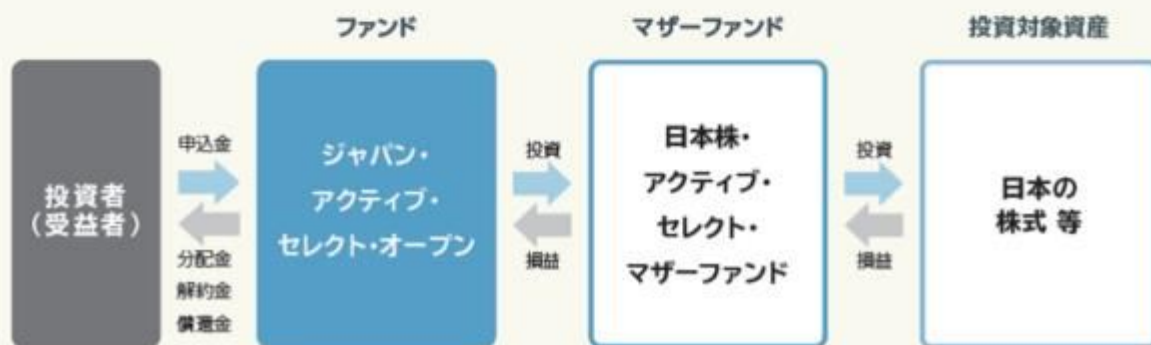 ファンド
マザーファンド
投資対象資産
投資者
(受益者)
申込金
分配金
解約金
償還金
ジャパン・
アクティブ・
セレクト・オープン
投資
損益
日本株・
アクティブ・
セレクト・
マザーファンド
投資
損益
日本の
株式 等